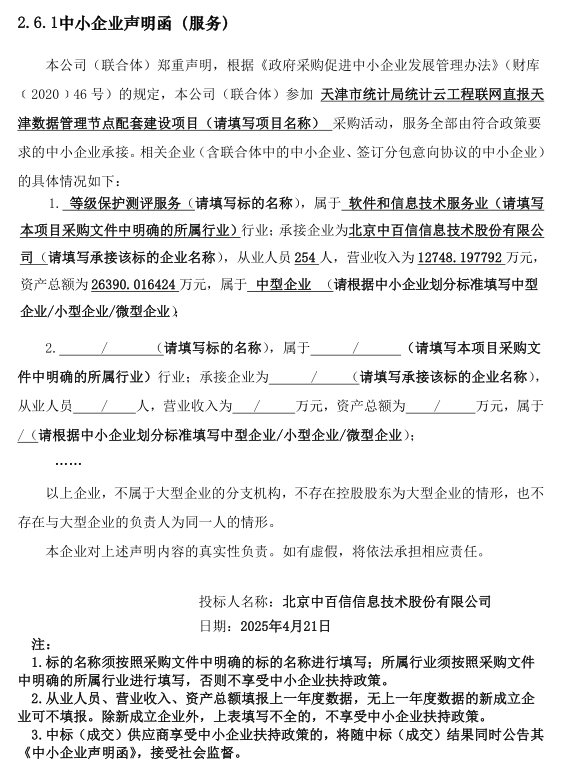 2.6.1中小企业声明函（服务）
本公司（联合体）郑重声明，根据《政府采购促进中小企业发展管理办法》（财库
﹝2020﹞46 号）的规定，本公司（联合体）参加 天津市统计局统计云工程联网直报天
津数据管理节点配套建设项目（请填写项目名称） 采购活动，服务全部由符合政策要
求的中小企业承接。相关企业（含联合体中的中小企业、签订分包意向协议的中小企业）
的具体情况如下：
1. 等级保护测评服务（请填写标的名称），属于 软件和信息技术服务业（请填写
本项目采购文件中明确的所属行业）行业；承接企业为北京中百信信息技术股份有限公
司（请填写承接该标的企业名称），从业人员 254 人，营业收入为 12748.197792 万元，
资产总额为 26390.016424 万元，属于 中型企业 （请根据中小企业划分标准填写中型
企业/小型企业/微型企业）；
2. / （请填写标的名称），属于 / （请填写本项目采购文
件中明确的所属行业）行业；承接企业为 / （请填写承接该标的企业名称），
从业人员 / 人，营业收入为 / 万元，资产总额为 / 万元，属于
/（请根据中小企业划分标准填写中型企业/小型企业/微型企业）；
……
以上企业，不属于大型企业的分支机构，不存在控股股东为大型企业的情形，也不
存在与大型企业的负责人为同一人的情形。
本企业对上述声明内容的真实性负责。如有虚假，将依法承担相应责任。
投标人名称：北京中百信信息技术股份有限公司
日期：2025年4月21日
注：
1.标的名称须按照采购文件中明确的标的名称进行填写；所属行业须按照采购文件
中明确的所属行业进行填写，否则不享受中小企业扶持政策。
2.从业人员、营业收入、资产总额填报上一年度数据，无上一年度数据的新成立企
业可不填报。除新成立企业外，上表填写不全的，不享受中小企业扶持政策。
3.中标（成交）供应商享受中小企业扶持政策的，将随中标（成交）结果同时公告其
《中小企业声明函》，接受社会监督。